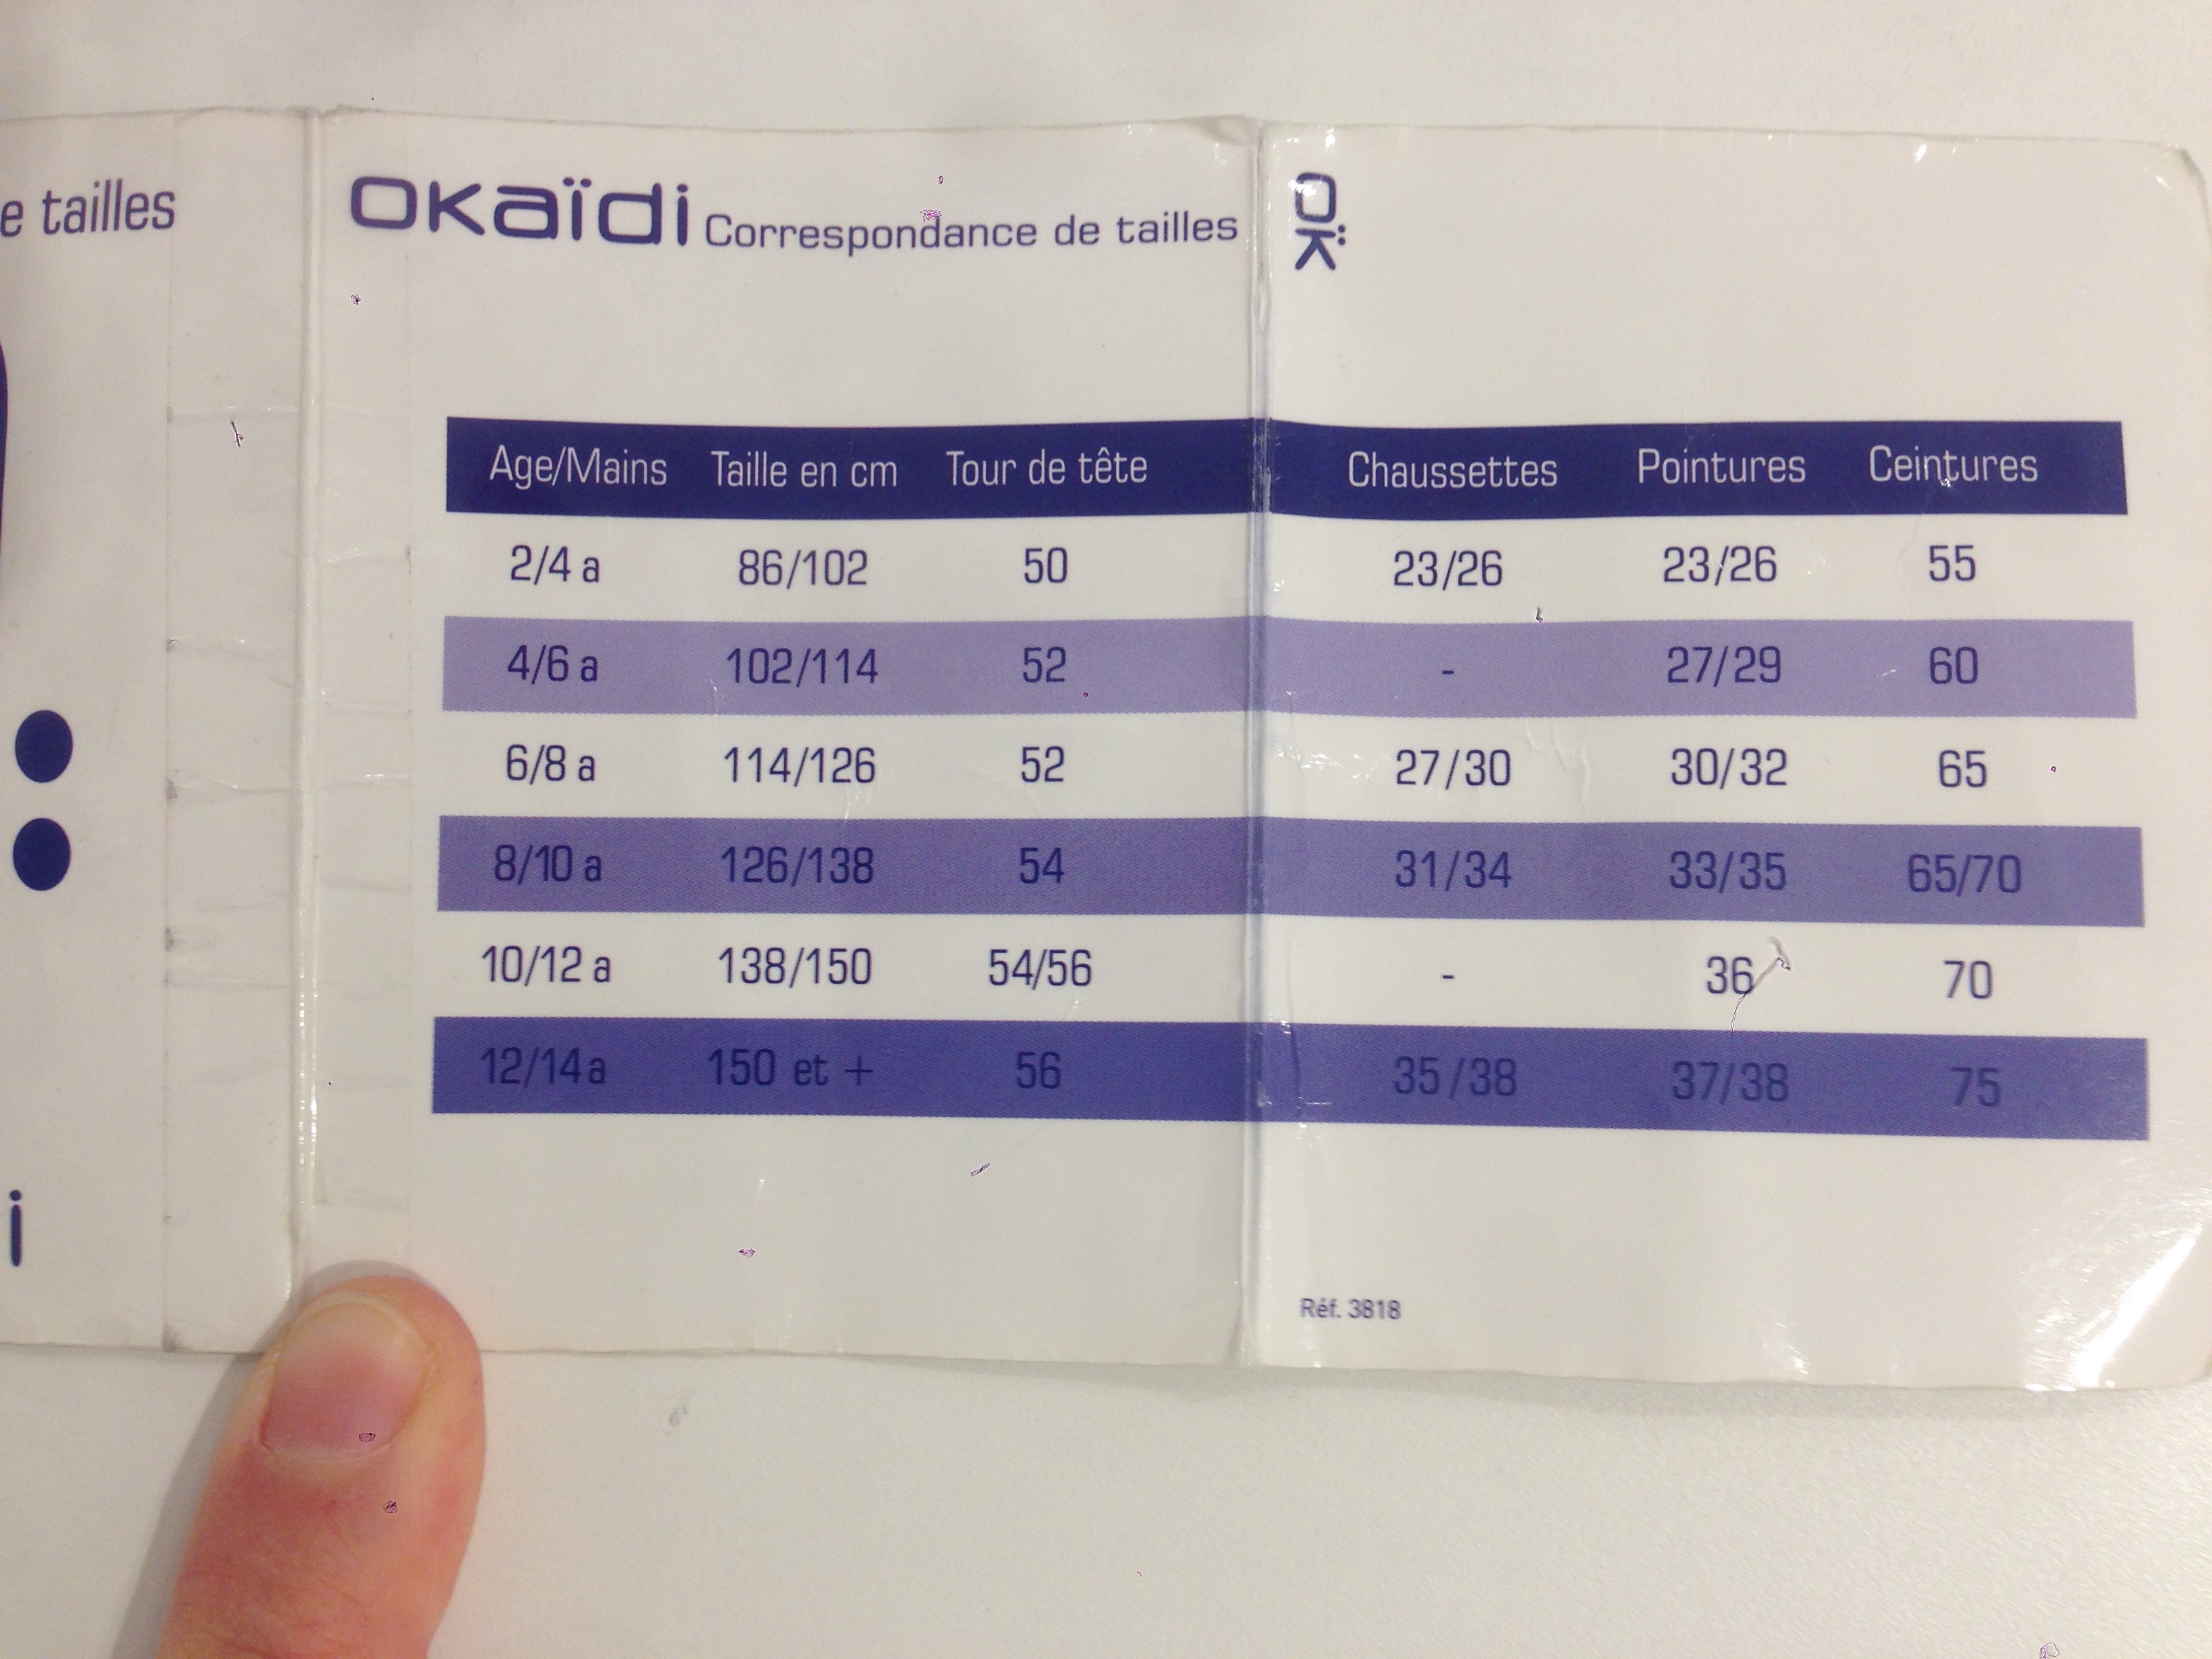 e tailles
i
okaïdi Correspondance de tailles
OK
Age/Mains Taille en cm Tour de tête Chaussettes Pointures Ceintures
2/4 a 86/102 50 23/26 23/26 55
4/6 a 102/114 52 - 27/29 60
6/8 a 114/126 52 27/30 30/32 65
8/10 a 126/138 54 31/34 33/35 65/70
10/12 a 138/150 54/56 - 36 70
12/14 a 150 et + 56 35/38 37/38 75
Réf. 3818